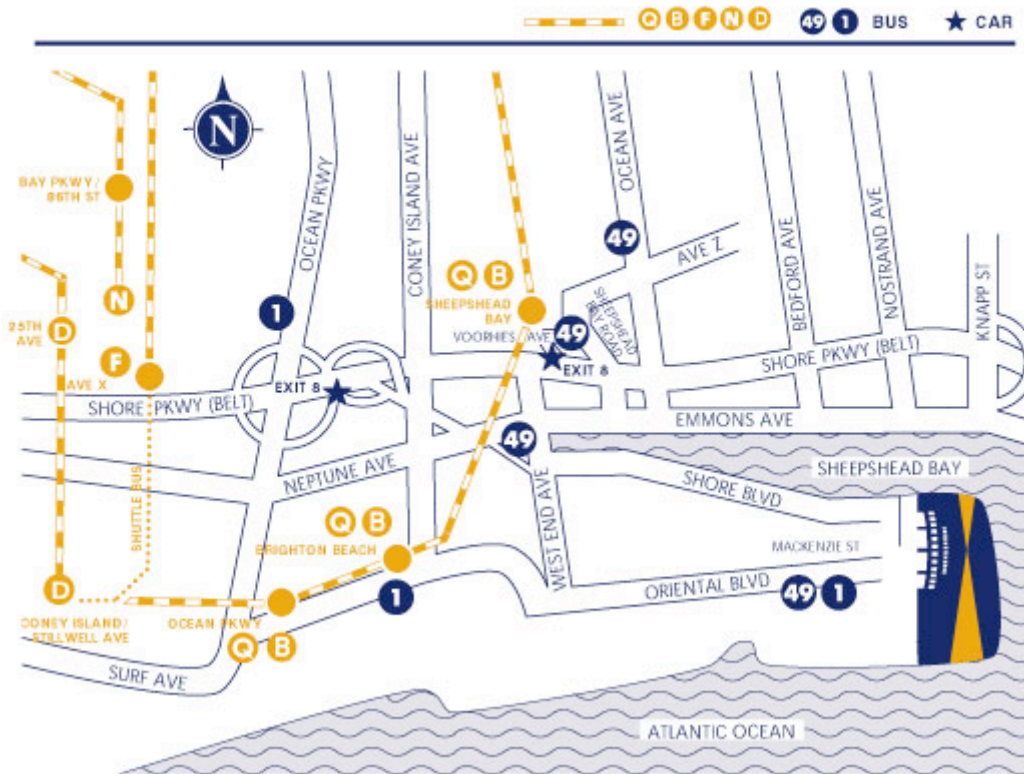 Q B F N D 49 1 BUS ★ CAR
N
BAY PKWY/
86TH ST
OCEAN PKWY
CONEY ISLAND AVE
OCEAN AVE
49
AVE Z
BEDFORD AVE
NOSTRAND AVE
KNAPP ST
Q B
SHEEPSHEAD
BAY
N
1
25TH
AVE
D
VOORHIES AVE
49
SHEEPSHEAD
BAY ROAD
EXIT 8
F
AVE X
EXIT 8
SHORE PKWY (BELT)
SHORE PKWY (BELT)
EMMONS AVE
49
NEPTUNE AVE
SHEEPSHEAD BAY
SHUTTLE BUS
WEST END AVE
SHORE BLVD
Q B
BRIGHTON BEACH
MACKENZIE ST
D
1
ORIENTAL BLVD
49 1
CONEY ISLAND/
STILLWELL AVE
OCEAN PKWY
Q B
SURF AVE
ATLANTIC OCEAN